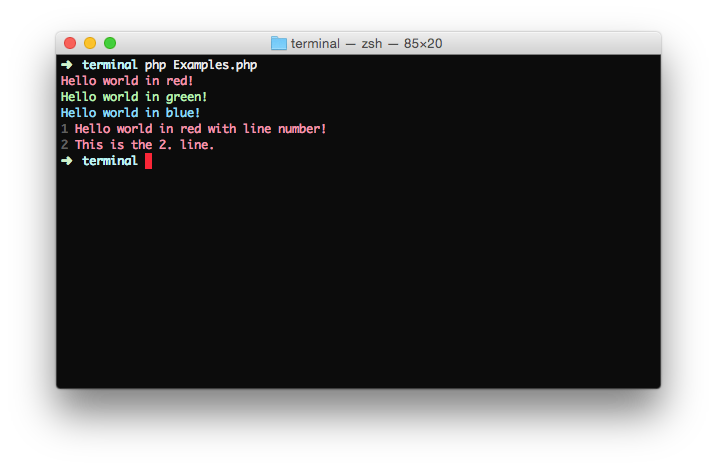 terminal — zsh — 85×20
➜ terminal php Examples.php
Hello world in red!
Hello world in green!
Hello world in blue!
1 Hello world in red with line number!
2 This is the 2. line.
➜ terminal